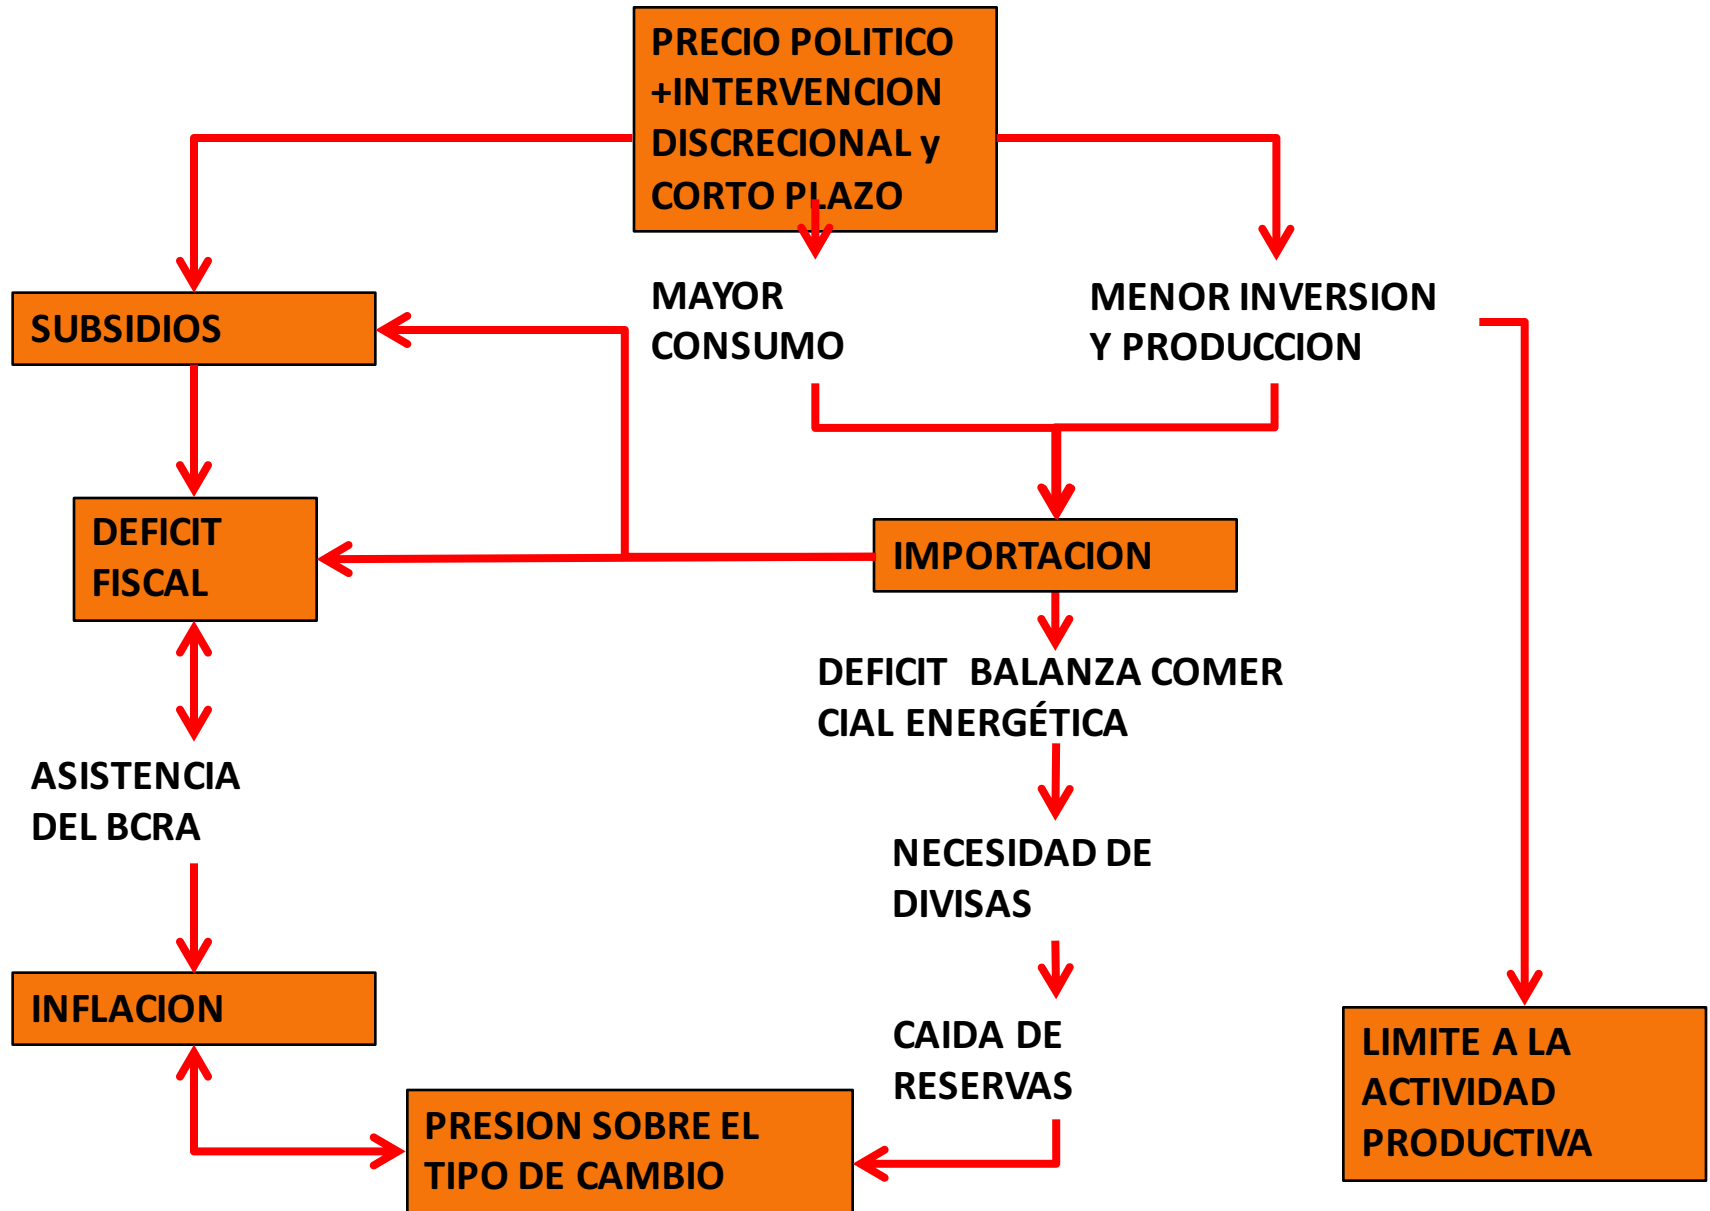 PRECIO POLITICO
+INTERVENCION
DISCRECIONAL y
CORTO PLAZO
SUBSIDIOS
MAYOR
CONSUMO
MENOR INVERSION
Y PRODUCCION
DEFICIT
FISCAL
IMPORTACION
DEFICIT BALANZA COMER
CIAL ENERGÉTICA
ASISTENCIA
DEL BCRA
NECESIDAD DE
DIVISAS
INFLACION
CAIDA DE
RESERVAS
LIMITE A LA
ACTIVIDAD
PRODUCTIVA
PRESION SOBRE EL
TIPO DE CAMBIO